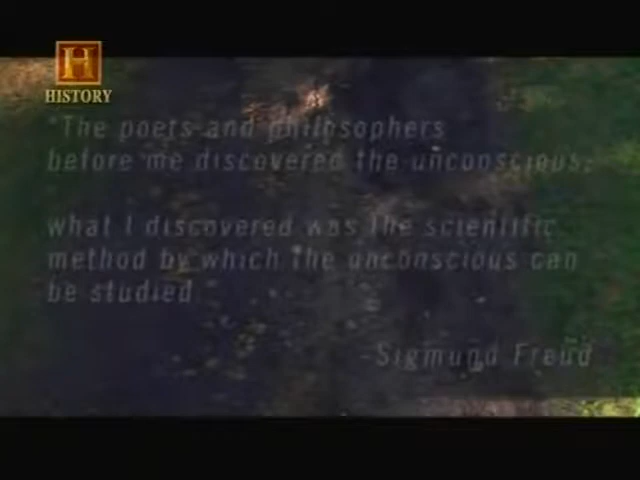 H
HISTORY
"The poets and philosophers
before me discovered the unconscious;
what I discovered was the scientific
method by which the unconscious can
be studied
-Sigmund Freud